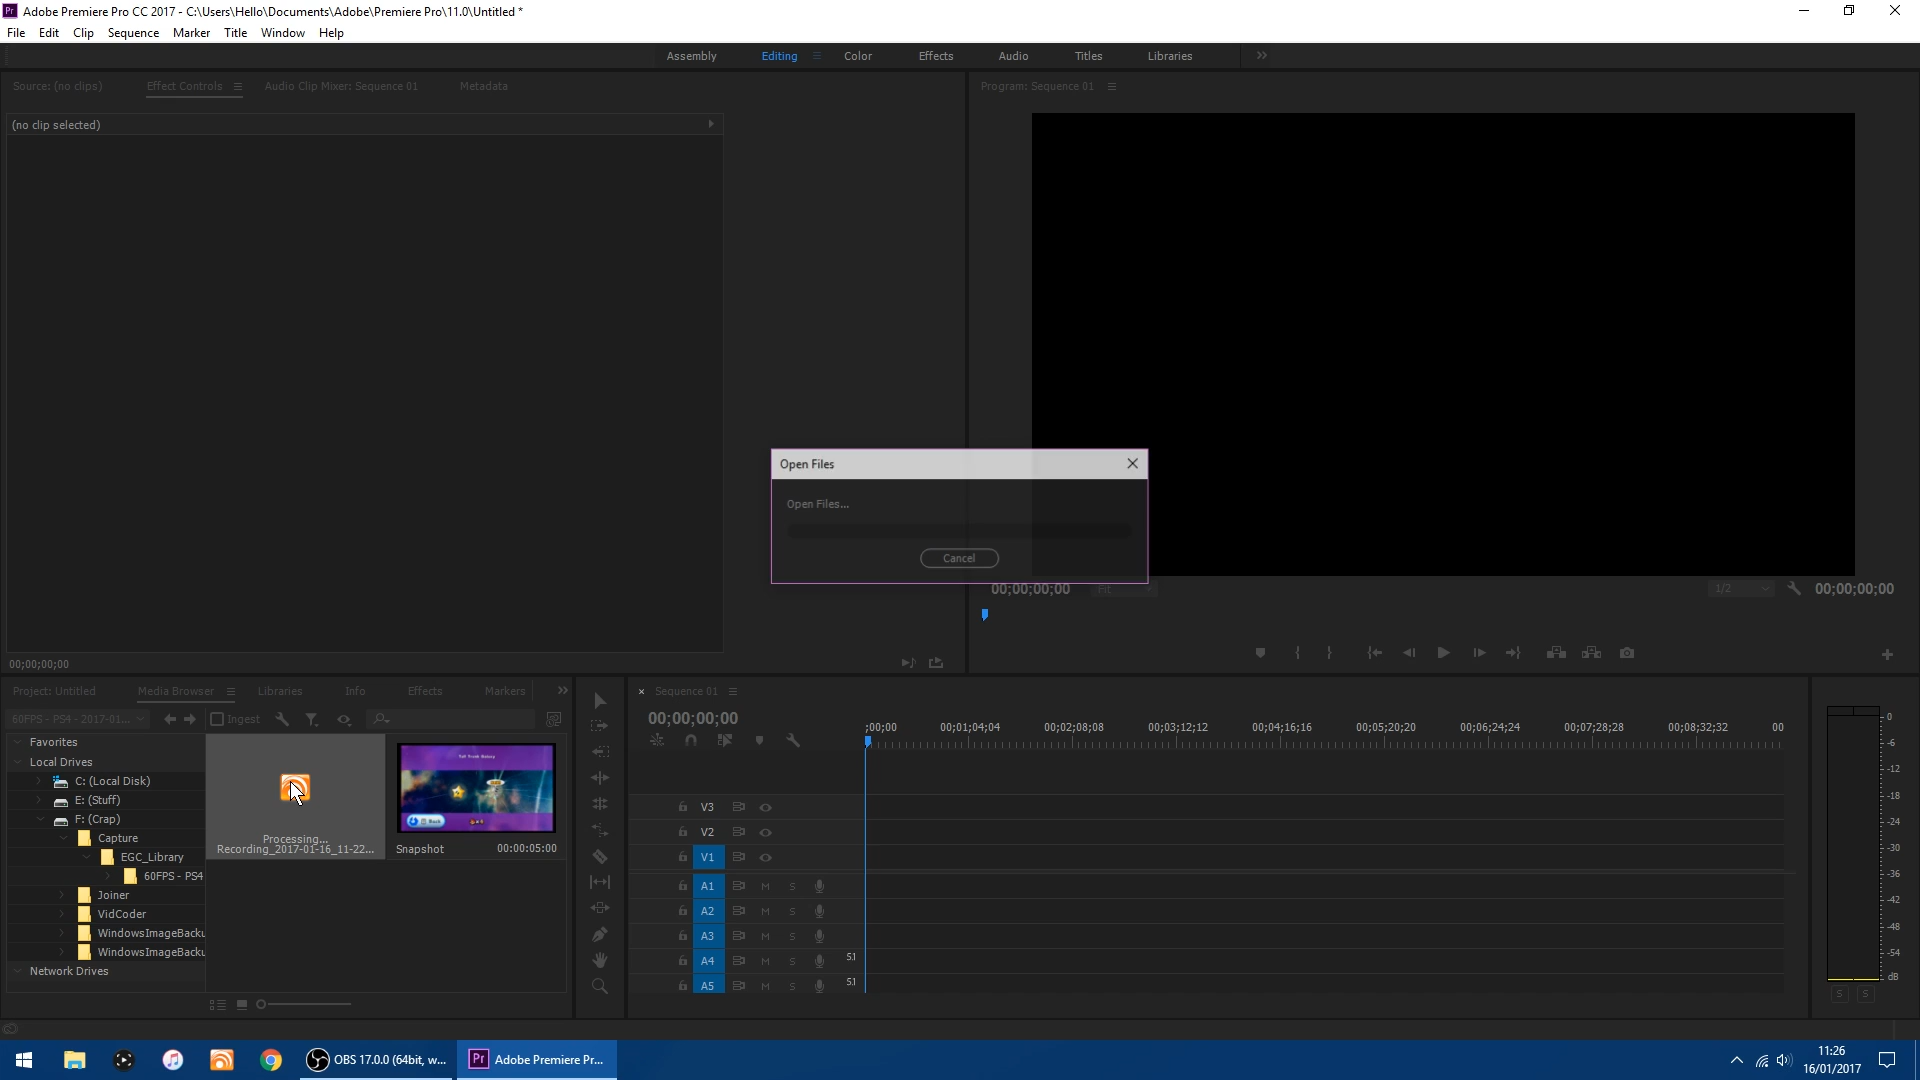 Adobe Premiere Pro CC 2017 - C:\Users\Hello\Documents\Adobe\Premiere Pro\11.0\Untitled *
File Edit Clip Sequence Marker Title Window Help
Assembly Editing Color Effects Audio Titles Libraries
Source: (no clips) Effect Controls Audio Clip Mixer: Sequence 01 Metadata
Program: Sequence 01
(no clip selected)
Open Files
Open Files...
Cancel
00;00;00;00 Fit 1/2 00;00;00;00
00;00;00;00
Project: Untitled Media Browser Libraries Info Effects Markers
60FPS - PS4 - 2017-01... Ingest
Favorites
Local Drives
C: (Local Disk)
E: (Stuff)
F: (Crap)
Capture
EGC_Library
60FPS - PS4
Joiner
VidCoder
WindowsImageBacku
WindowsImageBacku
Network Drives
Processing...
Recording_2017-01-16_11-22...
Back
Snapshot 00:00:05:00
Sequence 01
00;00;00;00
;00;00 00;01;04;04 00;02;08;08 00;03;12;12 00;04;16;16 00;05;20;20 00;06;24;24 00;07;28;28 00;08;32;32 00
V3
V2
V1
A1 M S
A2 M S
A3 M S
A4 M S 5.1
A5 M S 5.1
0
-6
-12
-18
-24
-30
-36
-42
-48
-54
dB
S S
OBS 17.0.0 (64bit, w...
Pr Adobe Premiere Pr...
11:26
16/01/2017